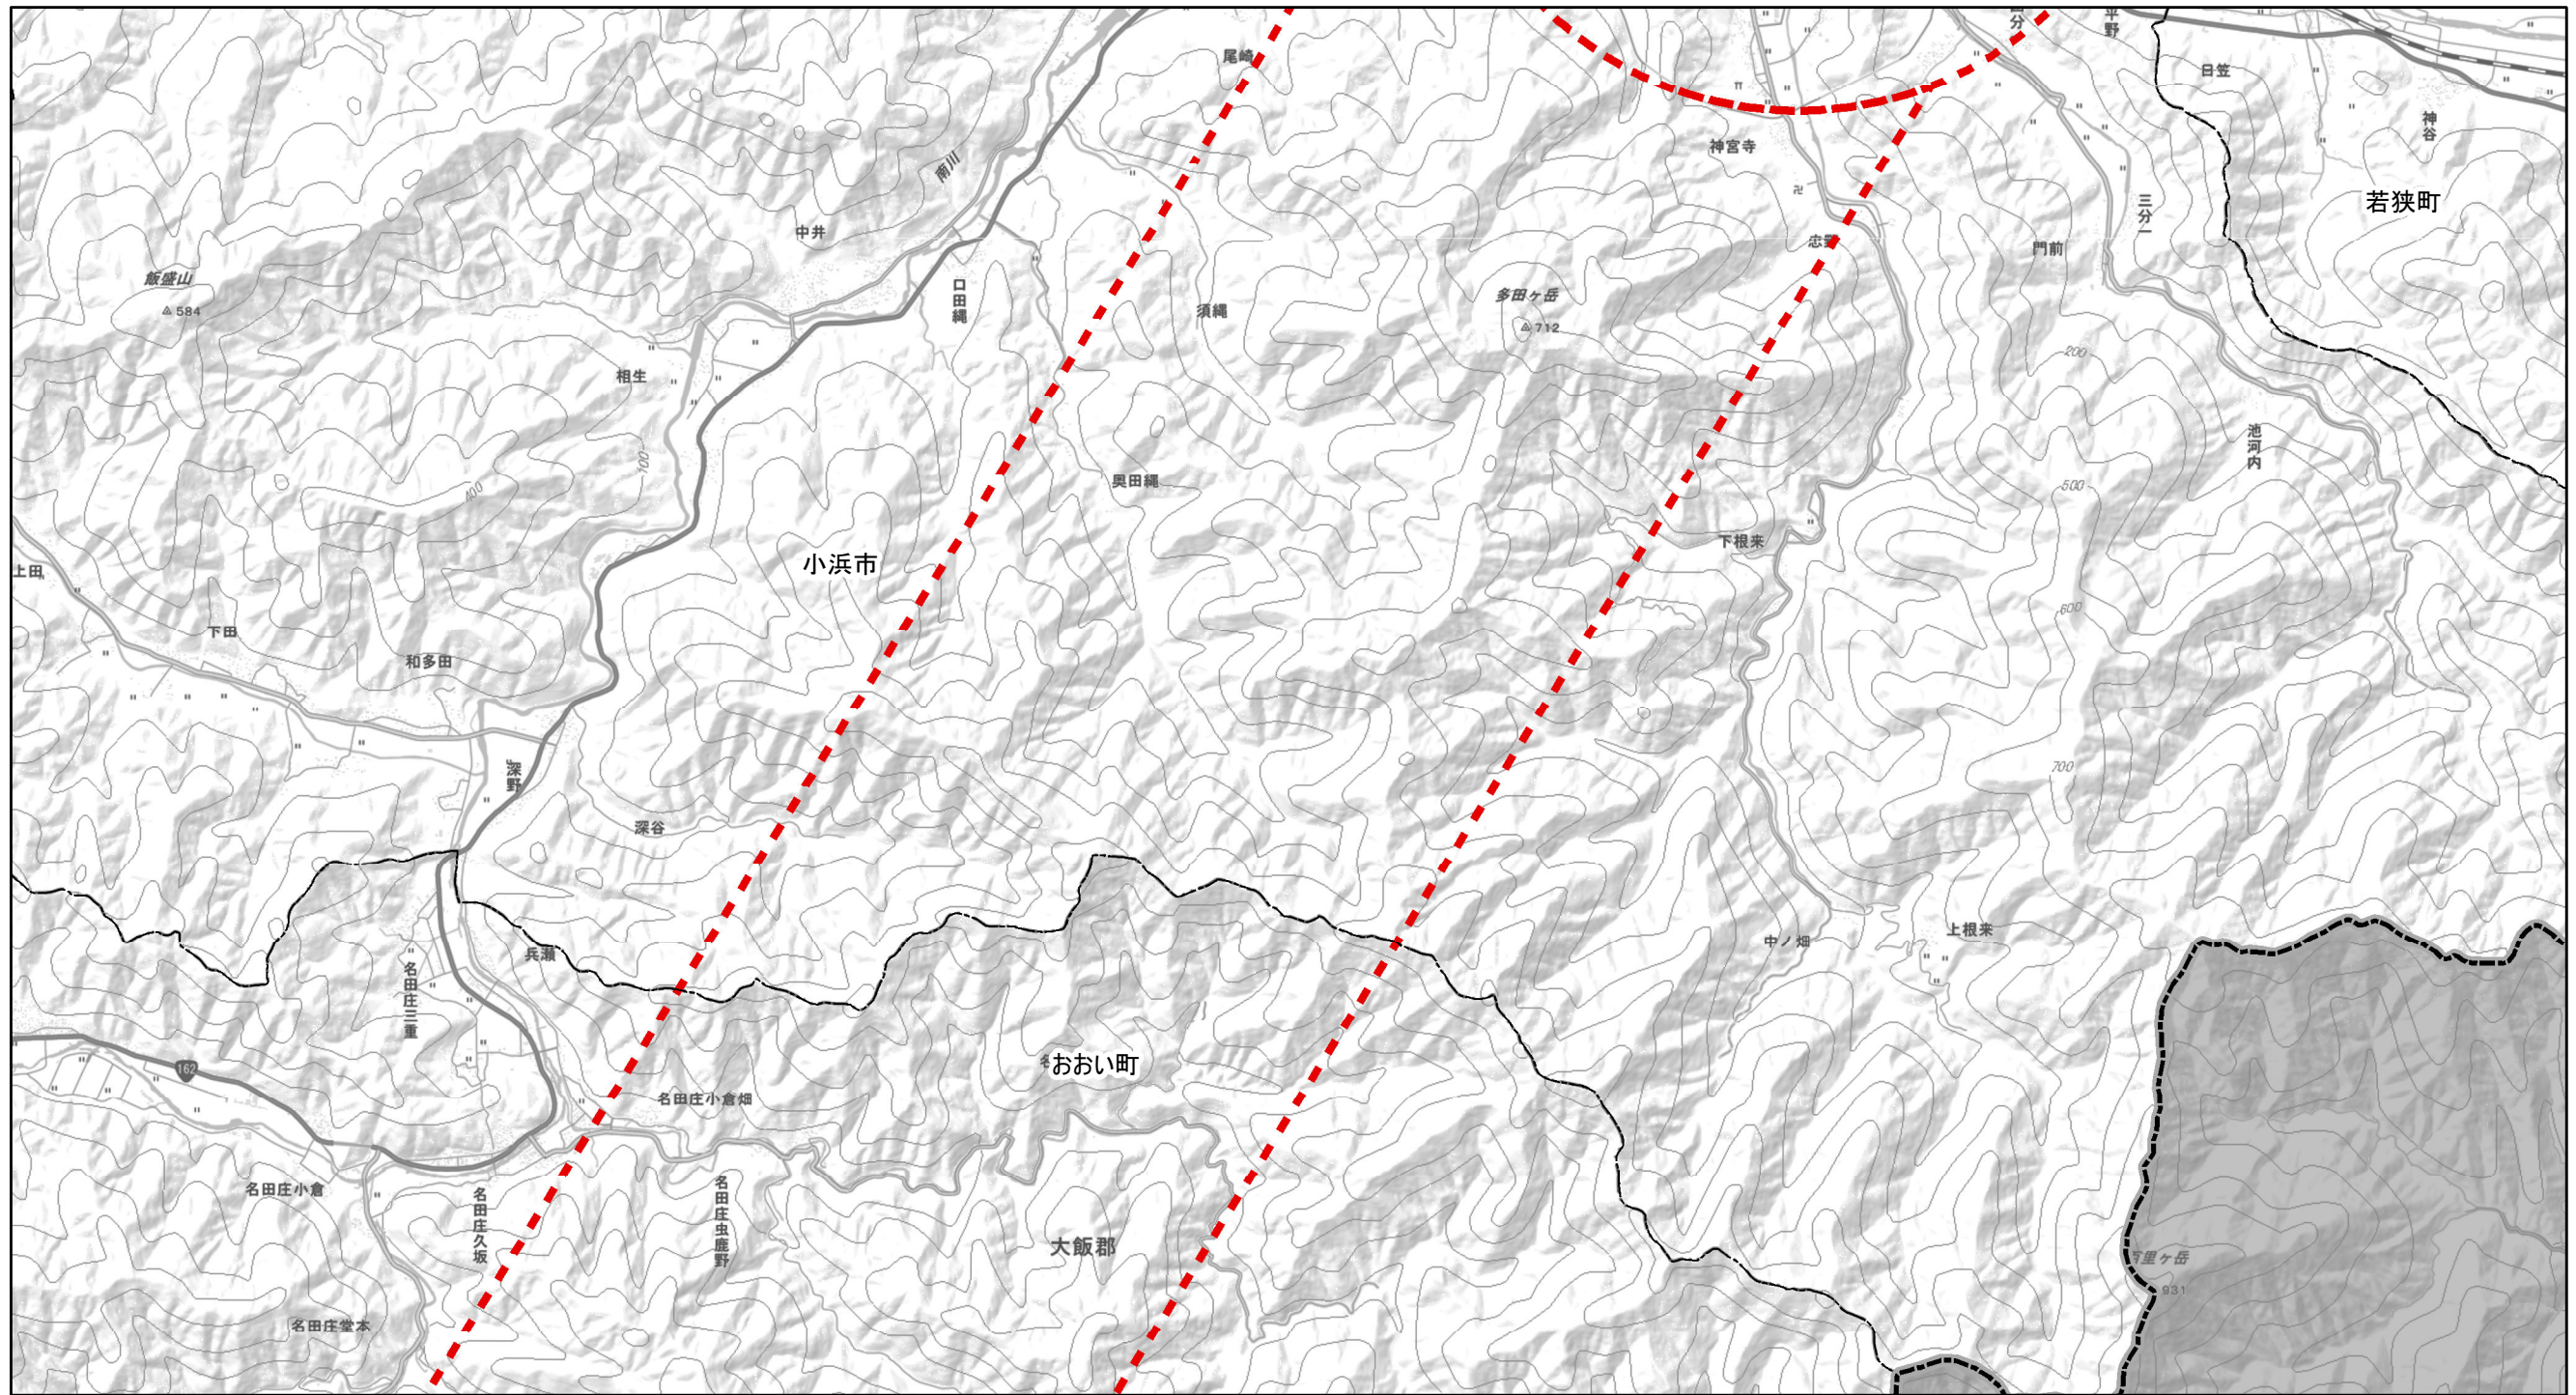 尾崎
平野
日笠
神谷
神宮寺
南川
若狭町
三分一
中井
門前
飯盛山
584
口田縄
須縄
多田ヶ岳
712
200
相生
100
400
池河内
奥田縄
500
下根来
小浜市
上田
600
下田
和多田
700
深野
深谷
中ノ畑
上根来
兵瀬
名田庄三重
おおい町
162
名田庄小倉畑
名田庄小倉
名田庄久坂
名田庄虫鹿野
大飯郡
里ヶ岳
931
名田庄堂本